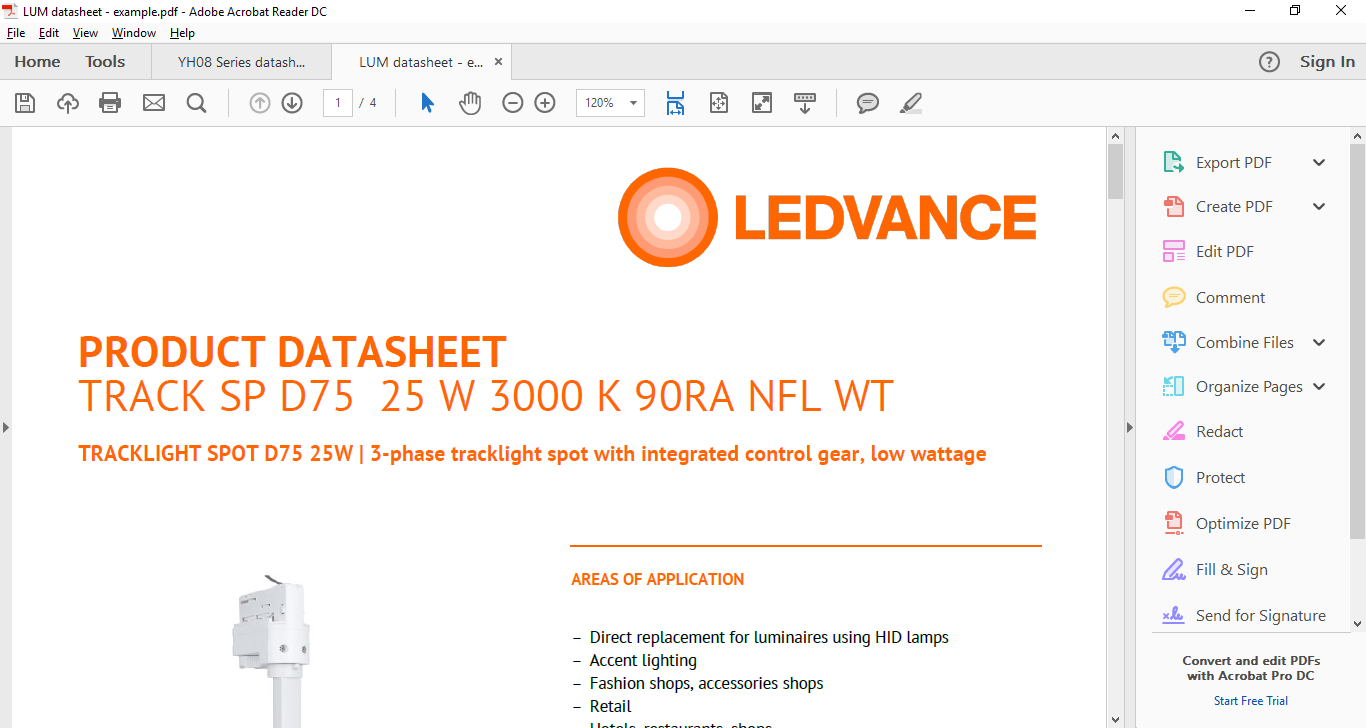 LUM datasheet - example.pdf - Adobe Acrobat Reader DC
File Edit View Window Help
Home Tools YH08 Series datash... LUM datasheet - e... × ? Sign In
1 / 4 120%
LEDVANCE
PRODUCT DATASHEET
TRACK SP D75 25 W 3000 K 90RA NFL WT
TRACKLIGHT SPOT D75 25W | 3-phase tracklight spot with integrated control gear, low wattage
AREAS OF APPLICATION
– Direct replacement for luminaires using HID lamps
– Accent lighting
– Fashion shops, accessories shops
– Retail
– Hotels, restaurants, shops
Export PDF
Create PDF
Edit PDF
Comment
Combine Files
Organize Pages
Redact
Protect
Optimize PDF
Fill & Sign
Send for Signature
Convert and edit PDFs
with Acrobat Pro DC
Start Free Trial